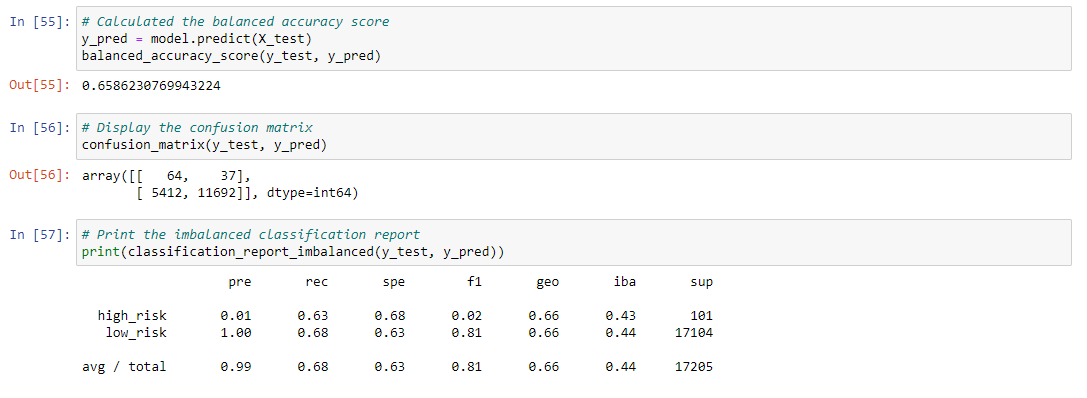 In [55]: # Calculated the balanced accuracy score
y_pred = model.predict(X_test)
balanced_accuracy_score(y_test, y_pred)
Out[55]: 0.6586230769943224
In [56]: # Display the confusion matrix
confusion_matrix(y_test, y_pred)
Out[56]: array([[   64,    37],
       [ 5412, 11692]], dtype=int64)
In [57]: # Print the imbalanced classification report
print(classification_report_imbalanced(y_test, y_pred))
pre rec spe f1 geo iba sup
high_risk 0.01 0.63 0.68 0.02 0.66 0.43 101
low_risk 1.00 0.68 0.63 0.81 0.66 0.44 17104
avg / total 0.99 0.68 0.63 0.81 0.66 0.44 17205